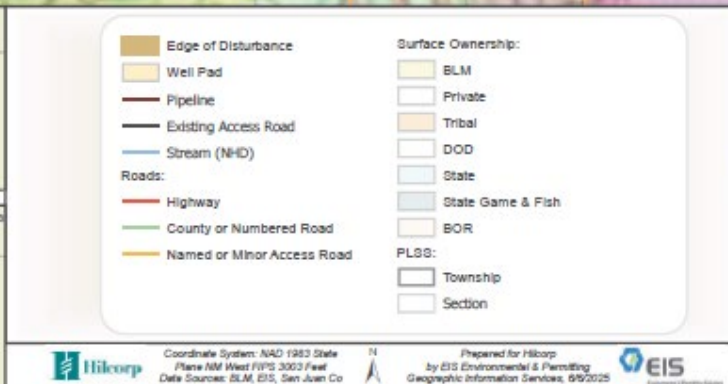 Edge of Disturbance
Well Pad
Pipeline
Existing Access Road
Stream (NHD)
Roads:
Highway
County or Numbered Road
Named or Minor Access Road
Surface Ownership:
BLM
Private
Tribal
DOD
State
State Game & Fish
BOR
PLSS:
Township
Section
Hilcorp
Coordinate System: NAD 1983 State
Plane NM West FIPS 3003 Feet
Data Sources: BLM, EIS, San Juan Co
N
Prepared for Hilcorp
by EIS Environmental & Permitting
Geographic Information Services, 6/6/2025
EIS